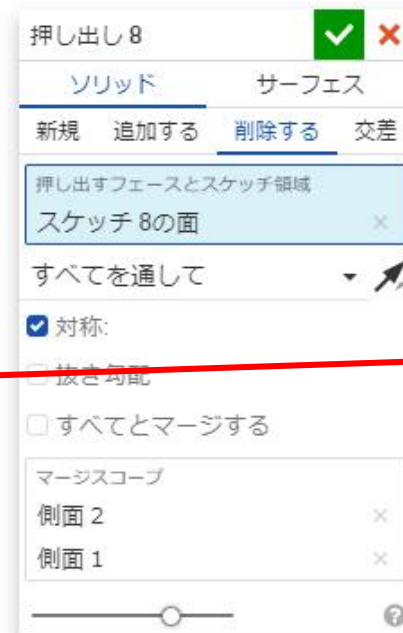 押し出し 8
ソリッド サーフェス
新規 追加する 削除する 交差
押し出すフェースとスケッチ領域
スケッチ 8の面
すべてを通して
対称:
抜き勾配
すべてとマージする
マージスコープ
側面 2
側面 1